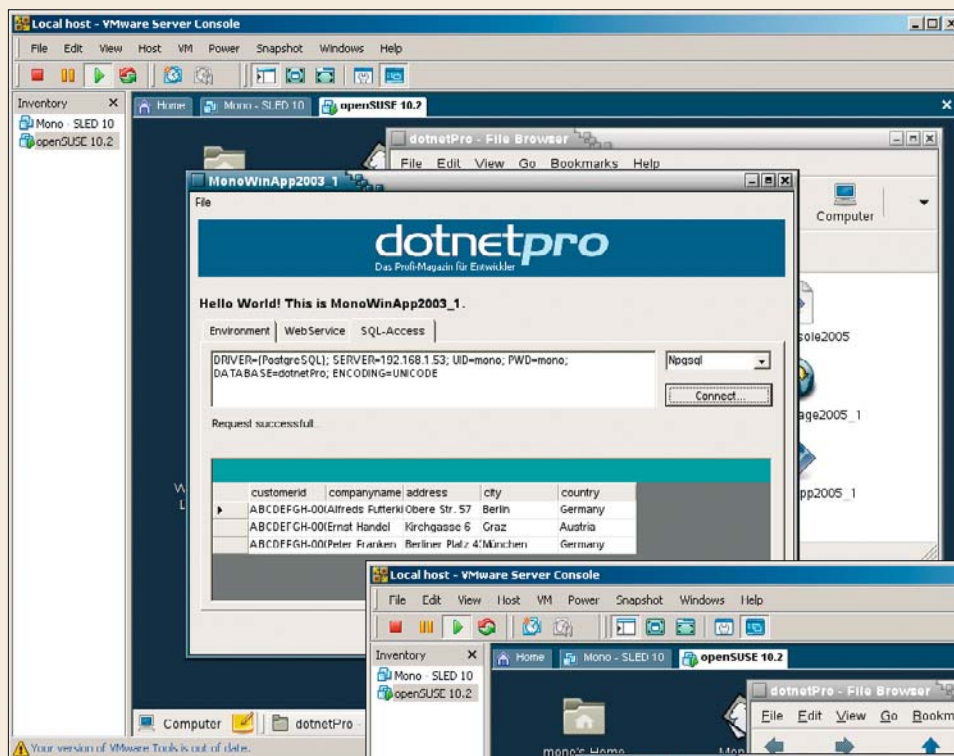 Local host - VMware Server Console
File Edit View Host VM Power Snapshot Windows Help
Inventory X
Mono - SLED 10
openSUSE 10.2
Home Mono - SLED 10 openSUSE 10.2
dotnetPro - File Browser
File Edit View Go Bookmarks Help
Computer
sole2005
age2005_1
pp2005_1
MonoWinApp2003_1
File
dotnetpro
Das Profi-Magazin für Entwickler
Hello World! This is MonoWinApp2003_1.
Environment WebService SQL-Access
DRIVER={PostgreSQL}; SERVER=192.168.1.53; UID=mono; PWD=mono;
DATABASE=dotnetPro; ENCODING=UNICODE
Npgsql
Connect...
Request successfull...
customerid companyname address city country
ABCDEFGH-00( Alfreds Futterki Obere Str. 57 Berlin Germany
ABCDEFGH-00( Ernst Handel Kirchgasse 6 Graz Austria
ABCDEFGH-00( Peter Franken Berliner Platz 4 München Germany
W
L
Computer dotnetPro -
Your version of VMware Tools is out of date.
Local host - VMware Server Console
File Edit View Host VM Power Snapshot Windows Help
Inventory X
Mono - SLED 10
openSUSE 10.2
Home Mono - SLED 10 openSUSE 10.2
dotnetPro - File Browser
File Edit View Go Bookm
mono's Home
Mon